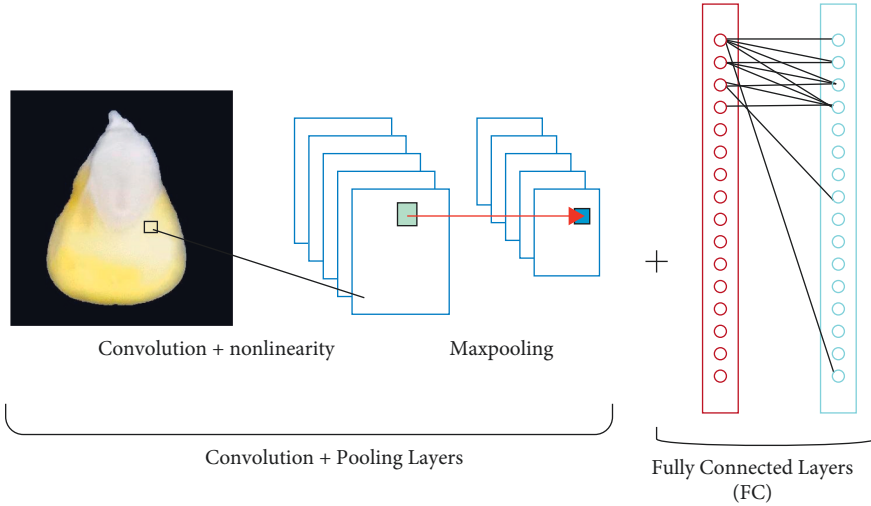 Convolution + nonlinearity
Maxpooling
Convolution + Pooling Layers
+
Fully Connected Layers
(FC)